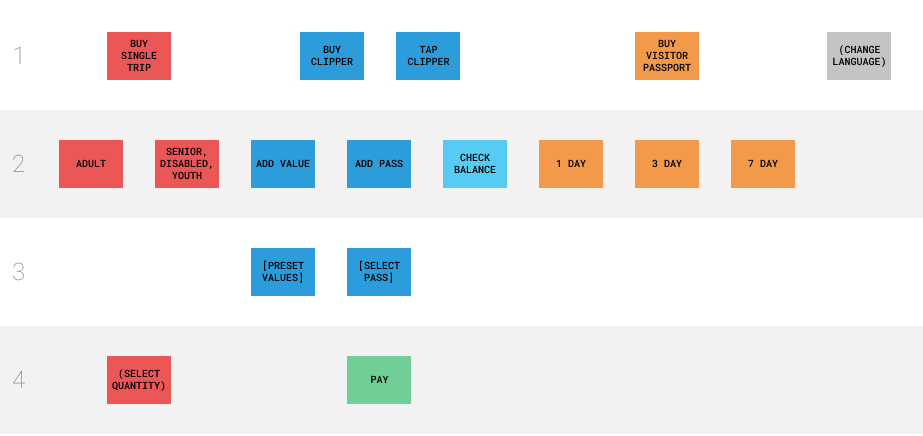 1
BUY
SINGLE
TRIP
BUY
CLIPPER
TAP
CLIPPER
BUY
VISITOR
PASSPORT
(CHANGE
LANGUAGE)
2
ADULT
SENIOR,
DISABLED,
YOUTH
ADD VALUE
ADD PASS
CHECK
BALANCE
1 DAY
3 DAY
7 DAY
3
[PRESET
VALUES]
[SELECT
PASS]
4
(SELECT
QUANTITY)
PAY